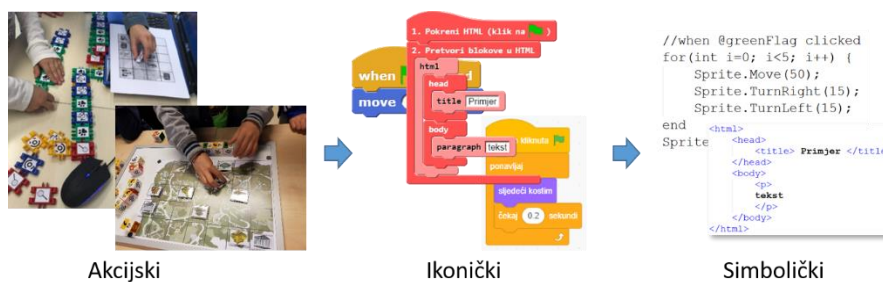 1. Pokreni HTML (klik na )
2. Pretvori blokove u HTML
html
head
title Primjer
body
paragraph tekst
when
move
kliknute
ponavljaj
sljedeći kostim
čekaj 0.2 sekundi
//when @greenFlag clicked
for(int i=0; i<5; i++) {
Sprite.Move(50);
Sprite.TurnRight(15);
Sprite.TurnLeft(15);
end
Sprite
<html>
<head>
<title> Primjer </title
</head>
<body>
<p>
tekst
</p>
</body>
</html>
Akcijski
Ikonički
Simbolički